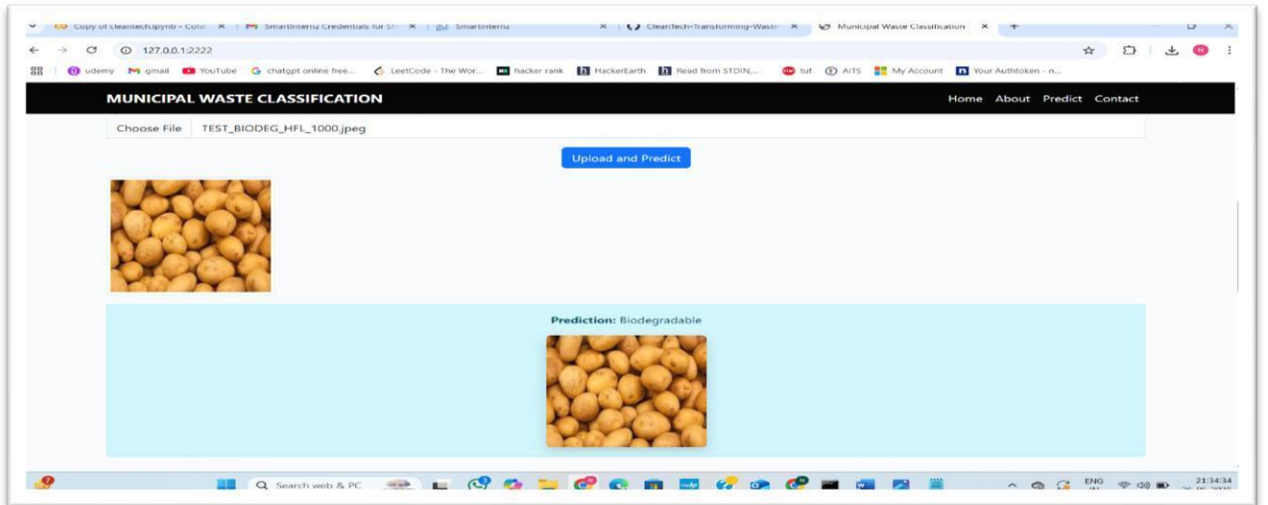 Copy of cleantech.ipynb - Colab
SmartInternz Credentials for
SmartInternz
CleanTech-Transforming-Waste
Municipal Waste Classification
127.0.0.1:2222
udemy gmail YouTube chatgpt online free... LeetCode - The Wor... hacker rank HackerEarth Read from STDIN,... tuf AITS My Account Your Authtoken - n...
MUNICIPAL WASTE CLASSIFICATION Home About Predict Contact
Choose File TEST_BIODEG_HFL_1000.jpeg
Upload and Predict
Prediction: Biodegradable
Search web & PC ENG 21:34:34